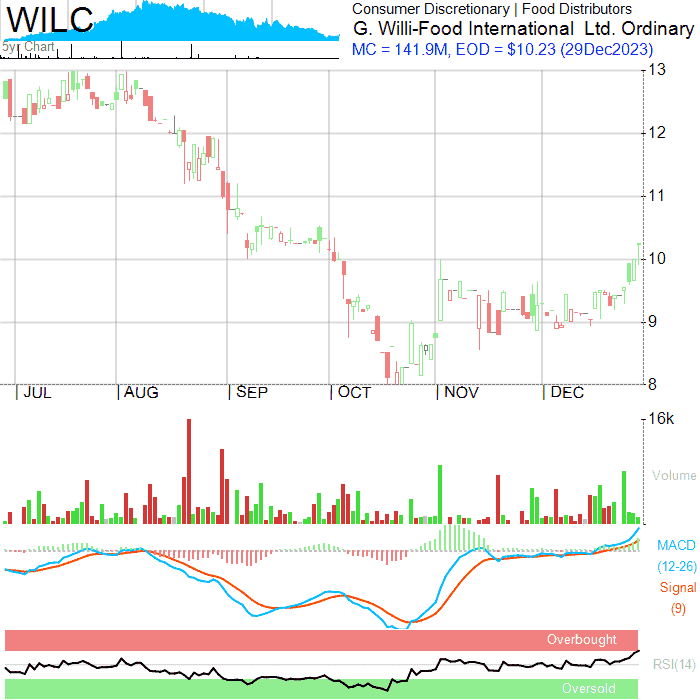 WILC
5yr Chart
Consumer Discretionary | Food Distributors
G. Willi-Food International Ltd. Ordinary
MC = 141.9M, EOD = $10.23 (29Dec2023)
13
12
11
10
9
8
JUL AUG SEP OCT NOV DEC
16k
Volume
MACD
(12-26)
Signal
(9)
Overbought
RSI(14)
Oversold